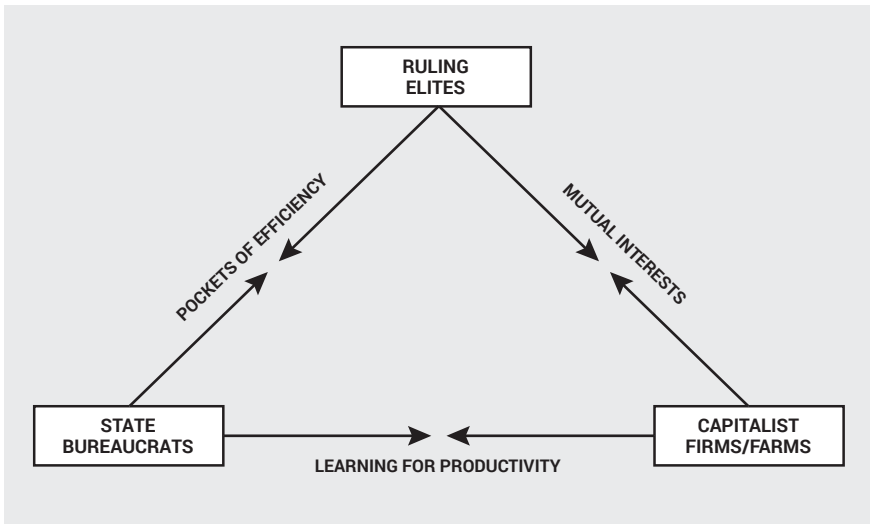 RULING
ELITES
POCKETS OF EFFICIENCY
MUTUAL INTERESTS
STATE
BUREAUCRATS
CAPITALIST
FIRMS/FARMS
LEARNING FOR PRODUCTIVITY